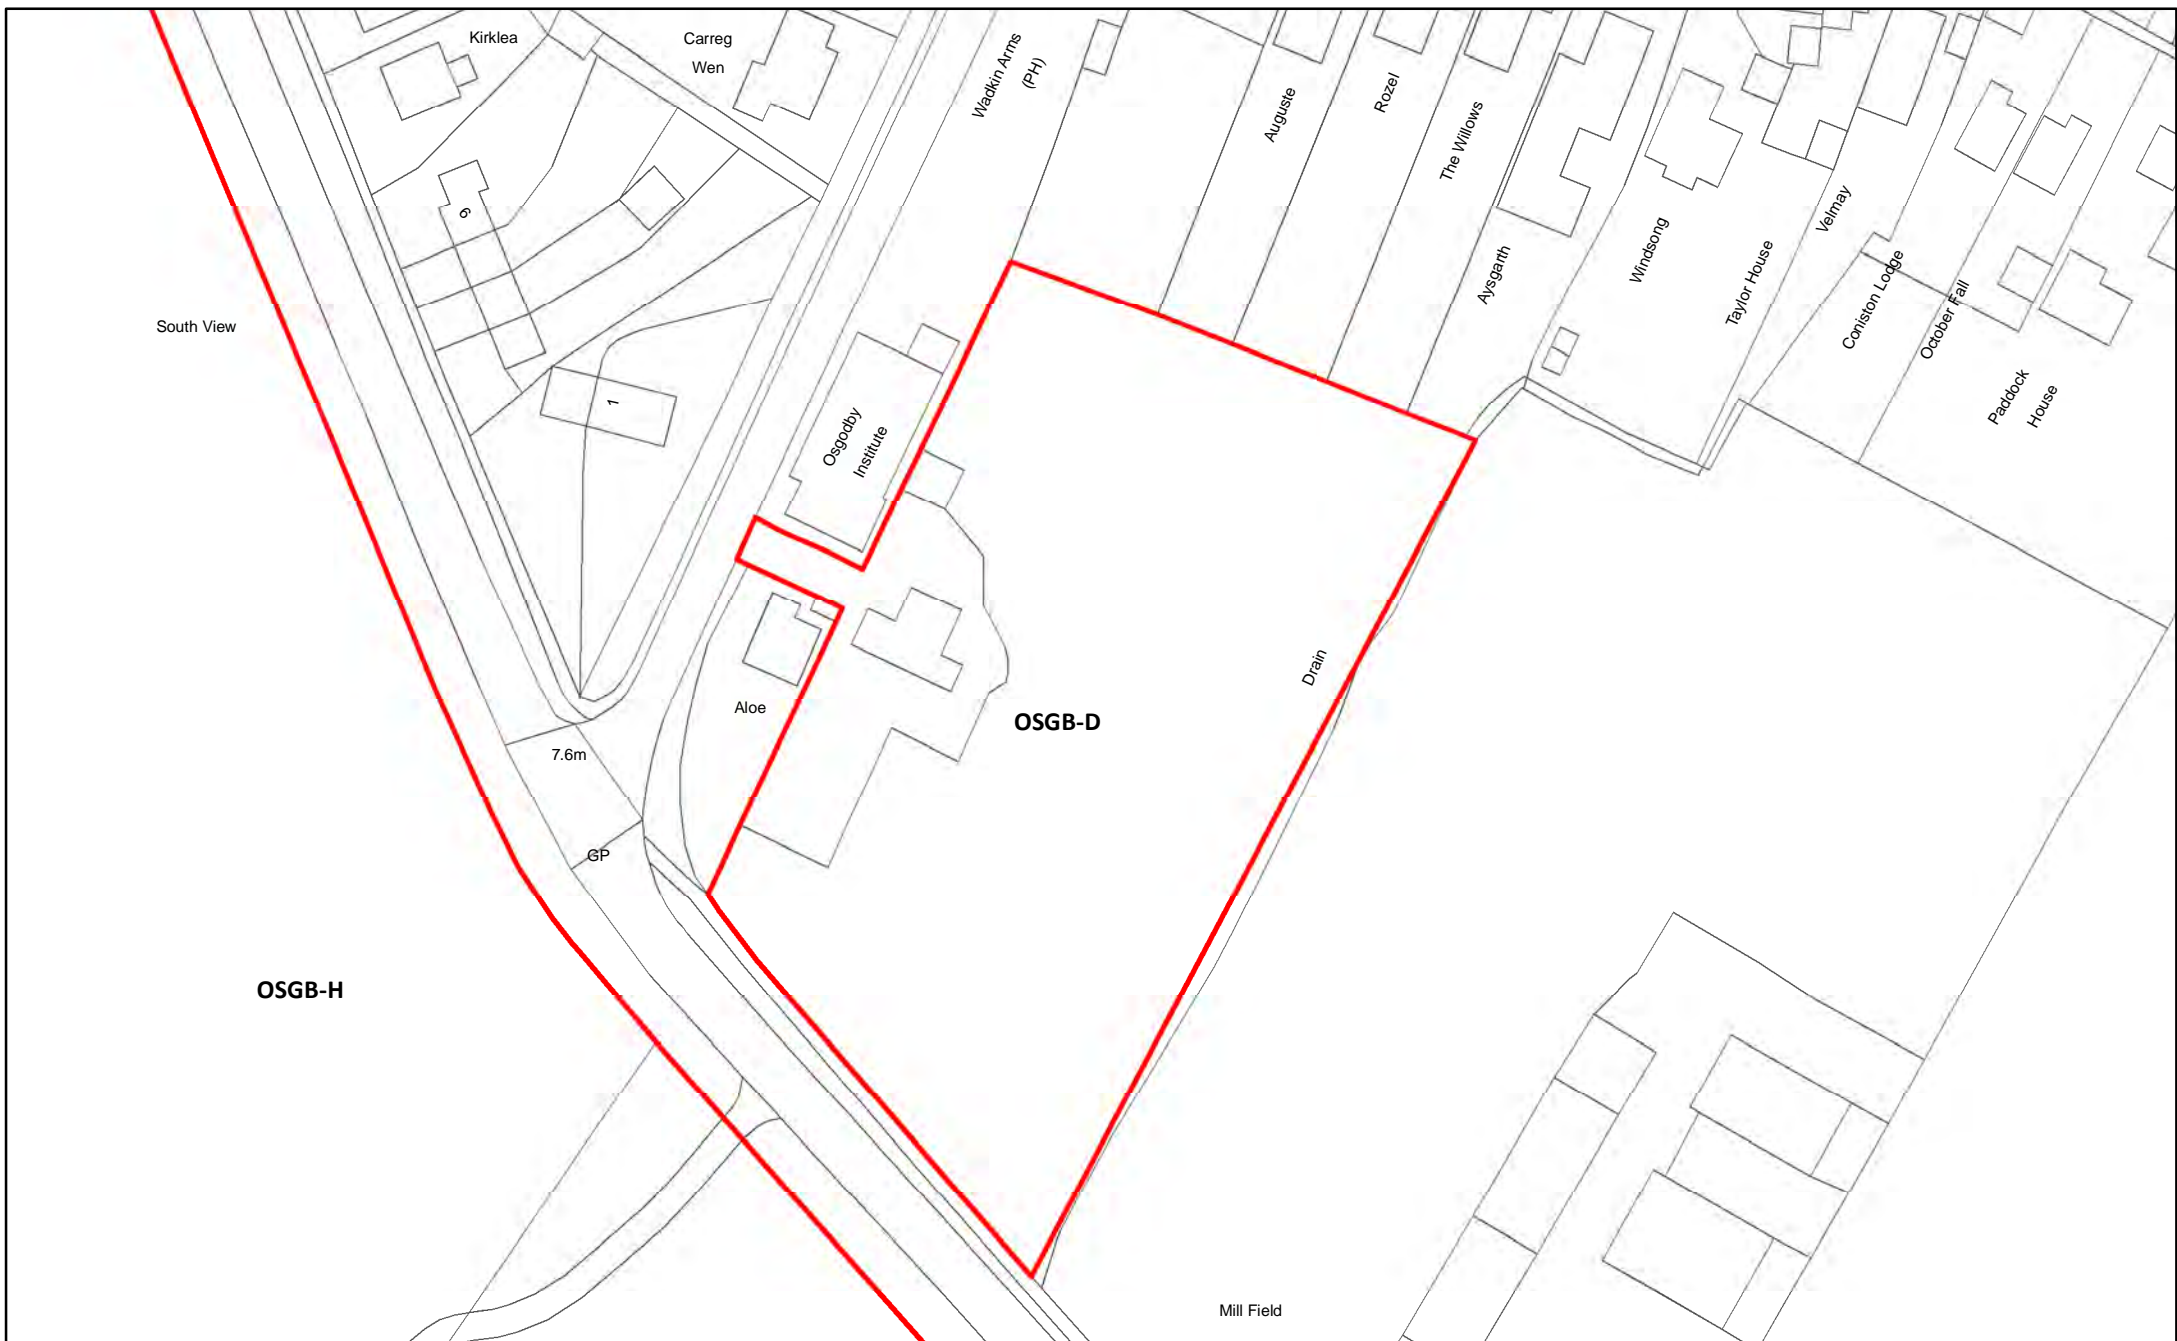 Kirklea
Carreg
Wen
Wadkin Arms
(PH)
Auguste
Rozel
The Willows
Aysgarth
Windsong
Taylor House
Velmay
Coniston Lodge
October Fall
Paddock
House
6
South View
1
Osgodby
Institute
Aloe
7.6m
GP
OSGB-D
Drain
OSGB-H
Mill Field